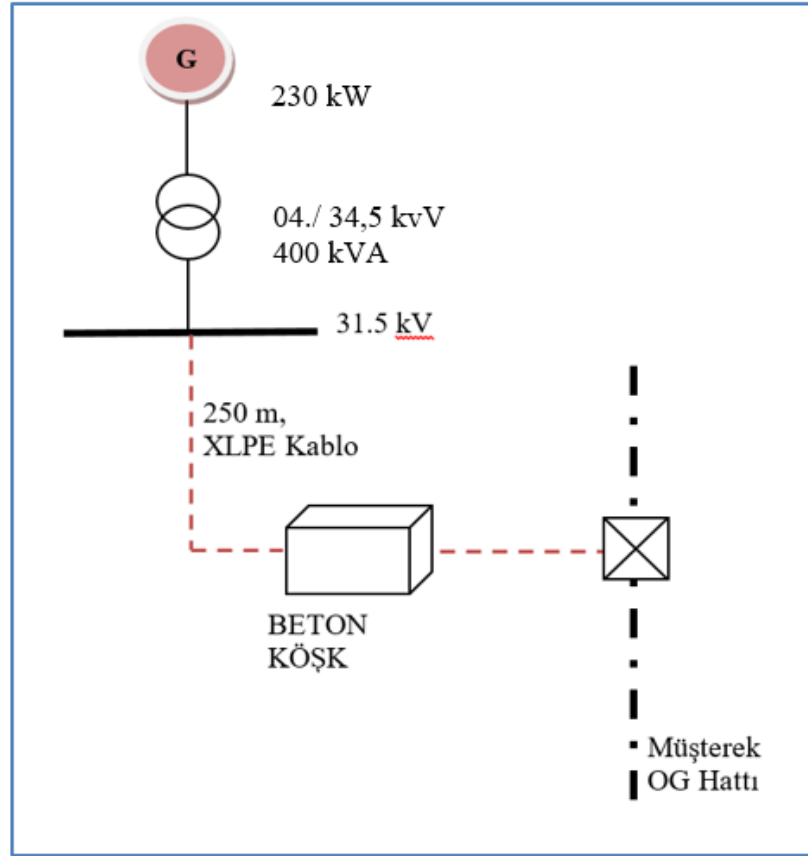 G
230 kW
04./ 34,5 kvV
400 kVA
31.5 kV
250 m,
XLPE Kablo
BETON
KÖŞK
Müşterek
OG Hattı